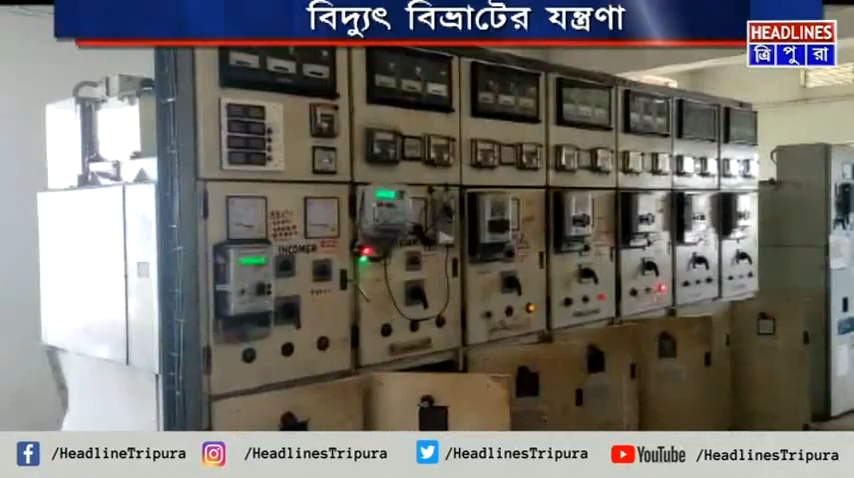 বিদ্যুৎ বিভ্রাটের যন্ত্রণা
HEADLINES
ত্রিপুরা
INCOMER
/HeadlineTripura /HeadlinesTripura /HeadlinesTripura YouTube /HeadlinesTripura